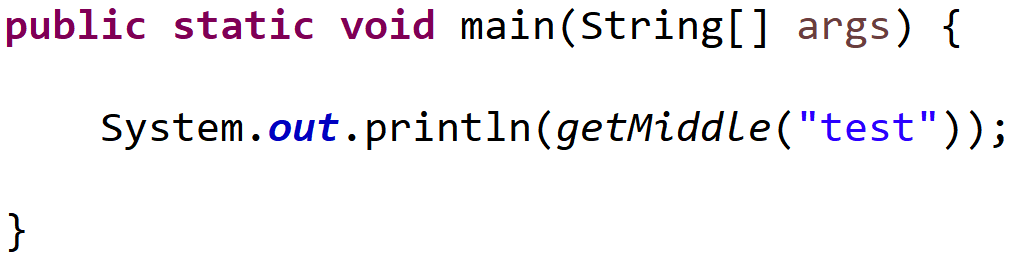 public static void main(String[] args) {
System.out.println(getMiddle("test"));
}